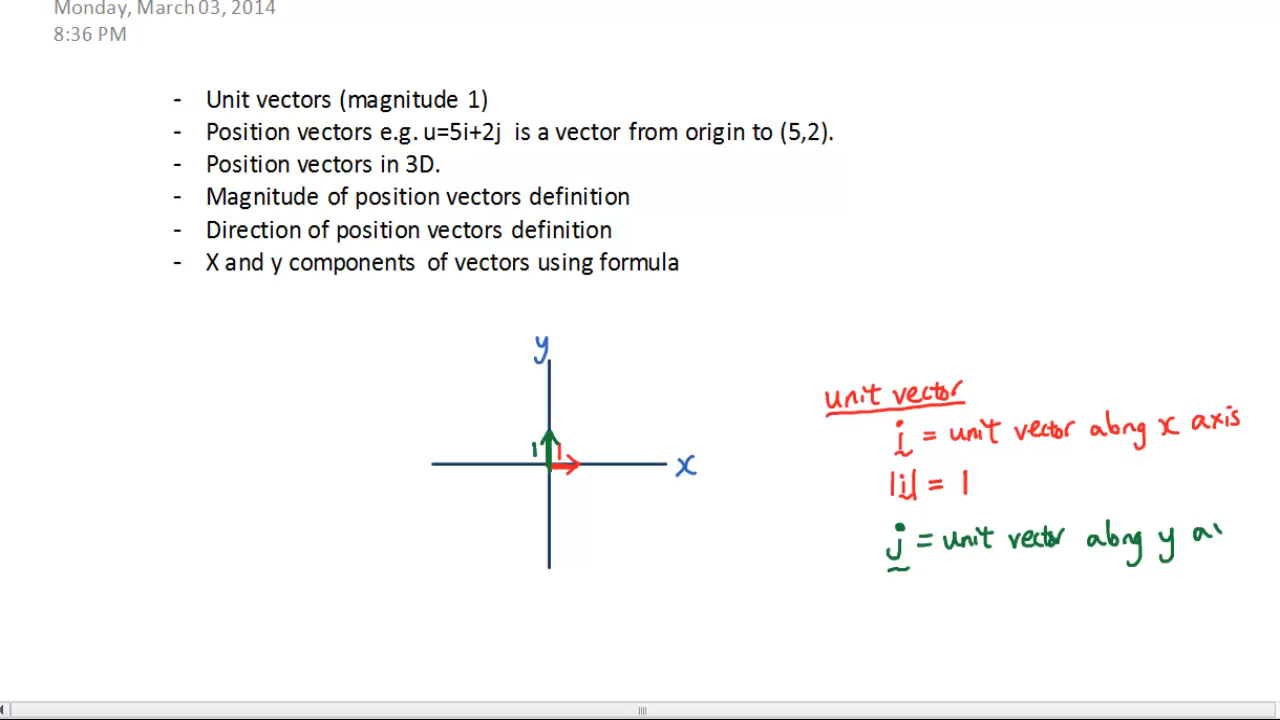 Monday, March 03, 2014
8:36 PM
- Unit vectors (magnitude 1)
- Position vectors e.g. u=5i+2j is a vector from origin to (5,2).
- Position vectors in 3D.
- Magnitude of position vectors definition
- Direction of position vectors definition
- X and y components of vectors using formula
y
1 1
x
unit vector
i = unit vector along x axis
|i| = 1
j = unit vector along y